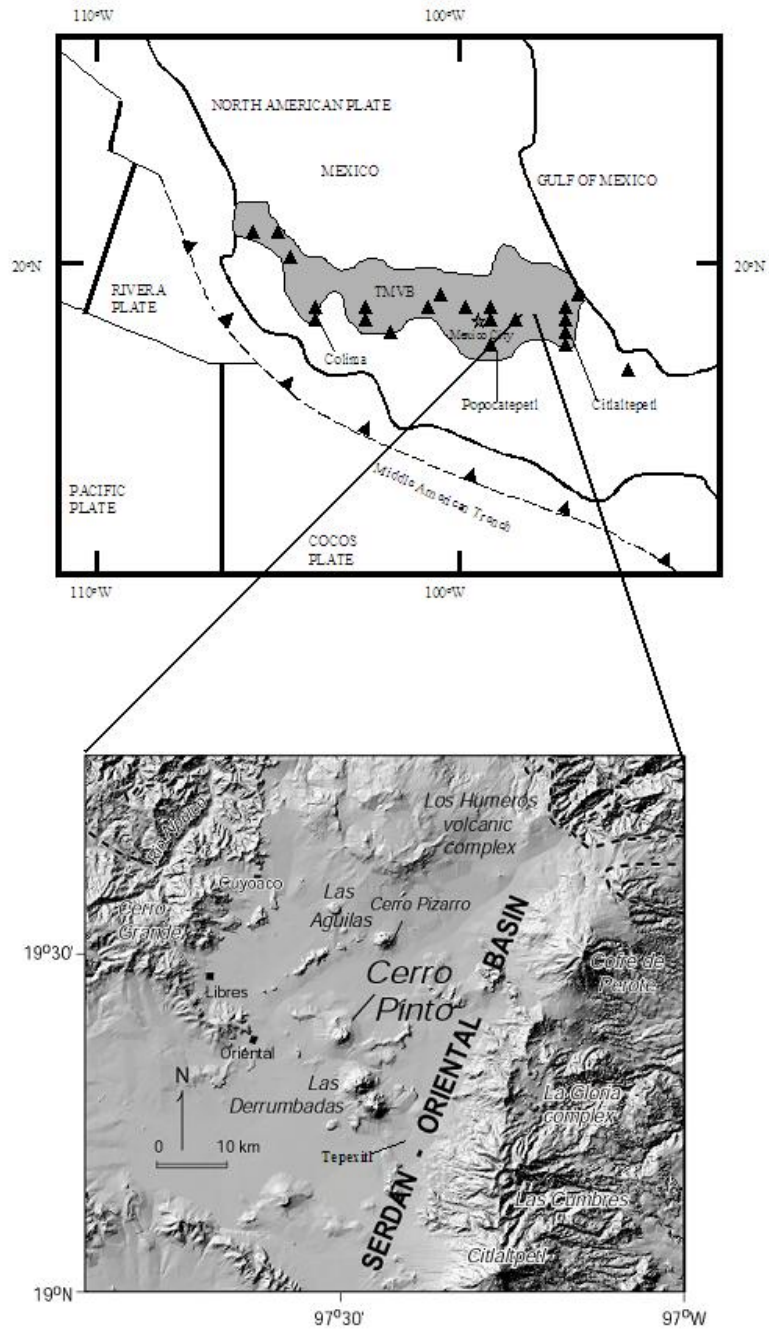 110°W
100°W
NORTH AMERICAN PLATE
MEXICO
GULF OF MEXICO
20°N
20°N
RIVERA
PLATE
TMVB
Mexico City
Colima
Popocatepetl
Citlaltepetl
Middle American Trench
PACIFIC
PLATE
COCOS
PLATE
110°W
100°W
Los Humeros
volcanic
complex
Cuyoaco
Las
Aguilas
Cerro Pizarro
Cerro
Grande
19°30'
Libres
Cerro
Pinto
Cofre de
Perote
Oriental
N
Las
Derrumbadas
La Gloria
complex
0 10 km
Tepexitl
SERDAN - ORIENTAL BASIN
Las Cumbres
Citlaltpetl
19°N
97°30'
97°W